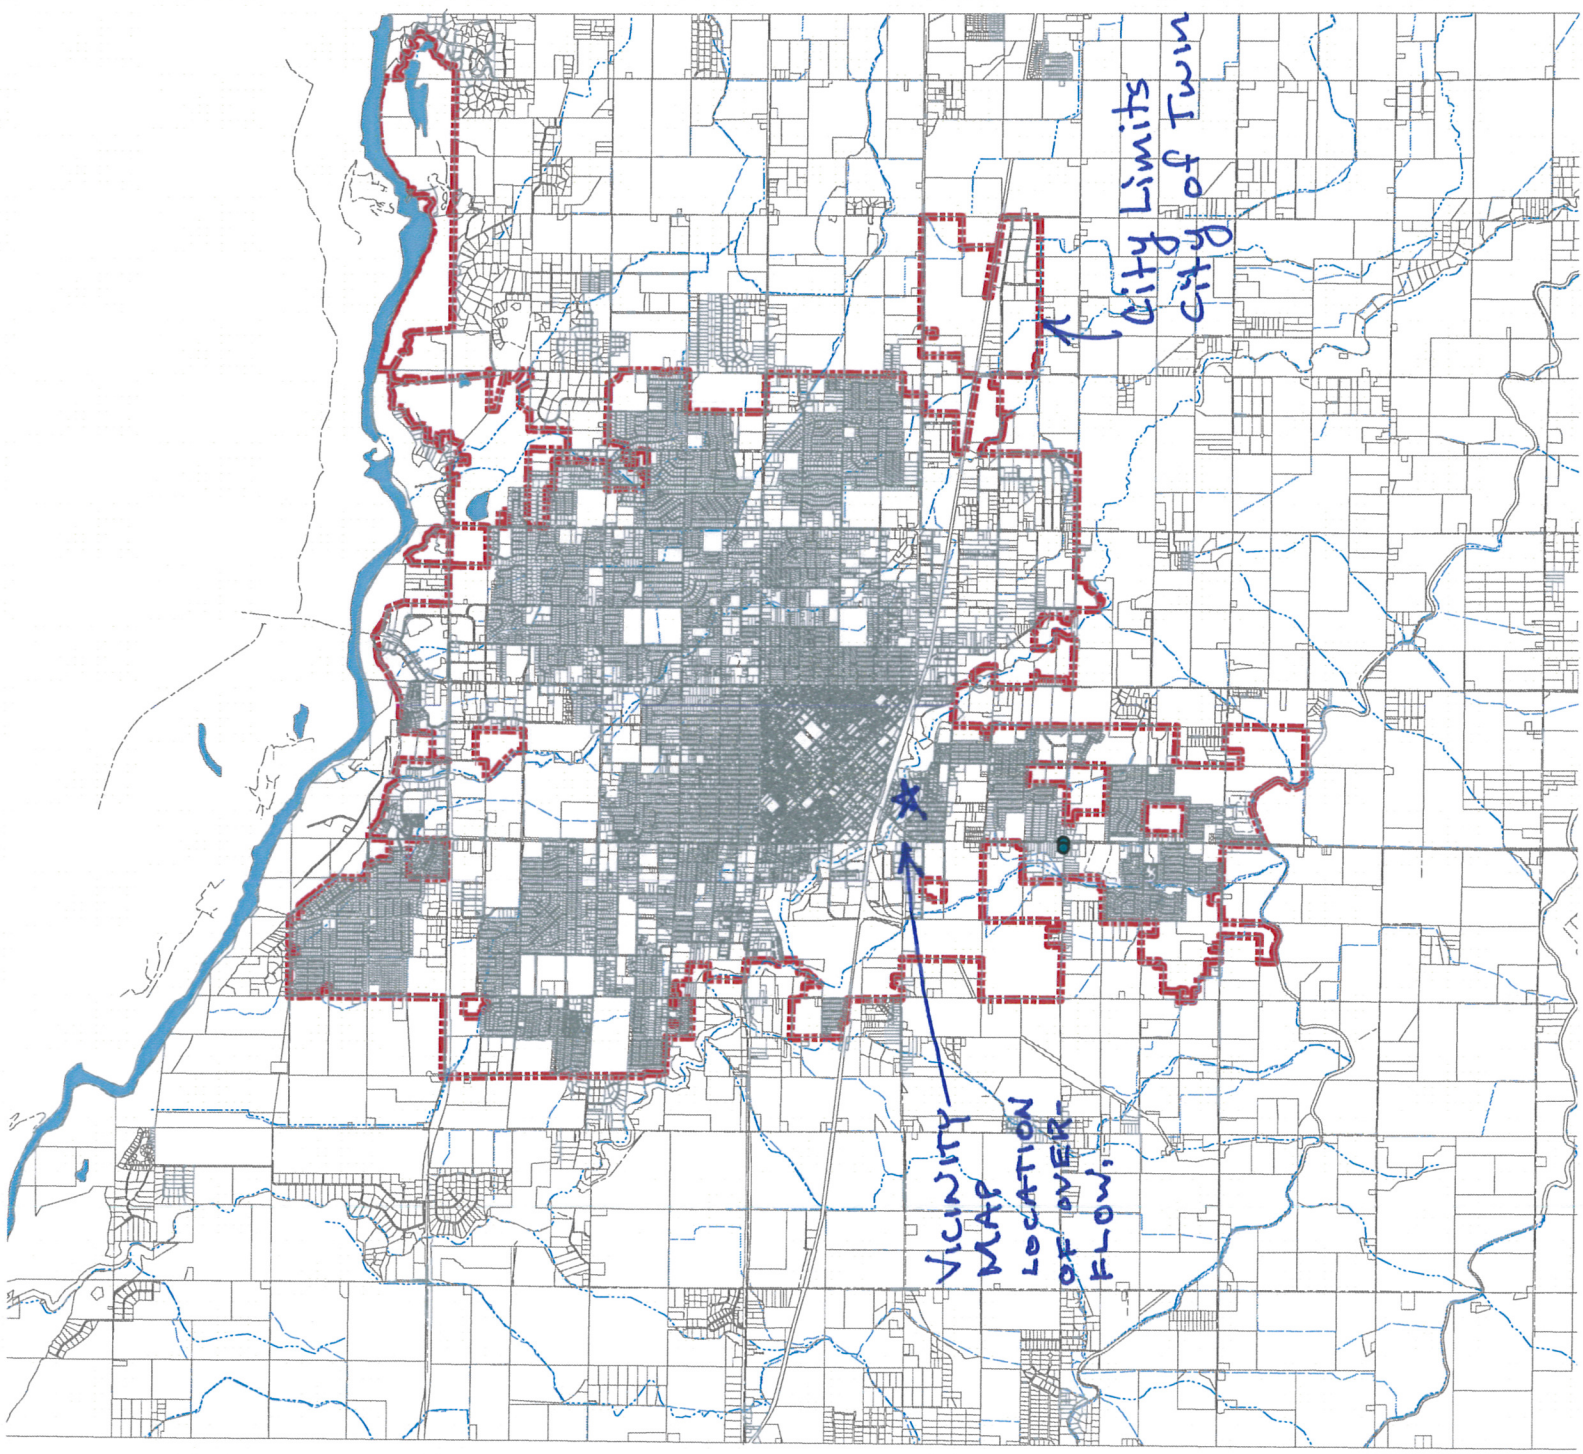 City Limits
City of Twin
VICINITY
MAP
LOCATION
OF OVER-
FLOW,